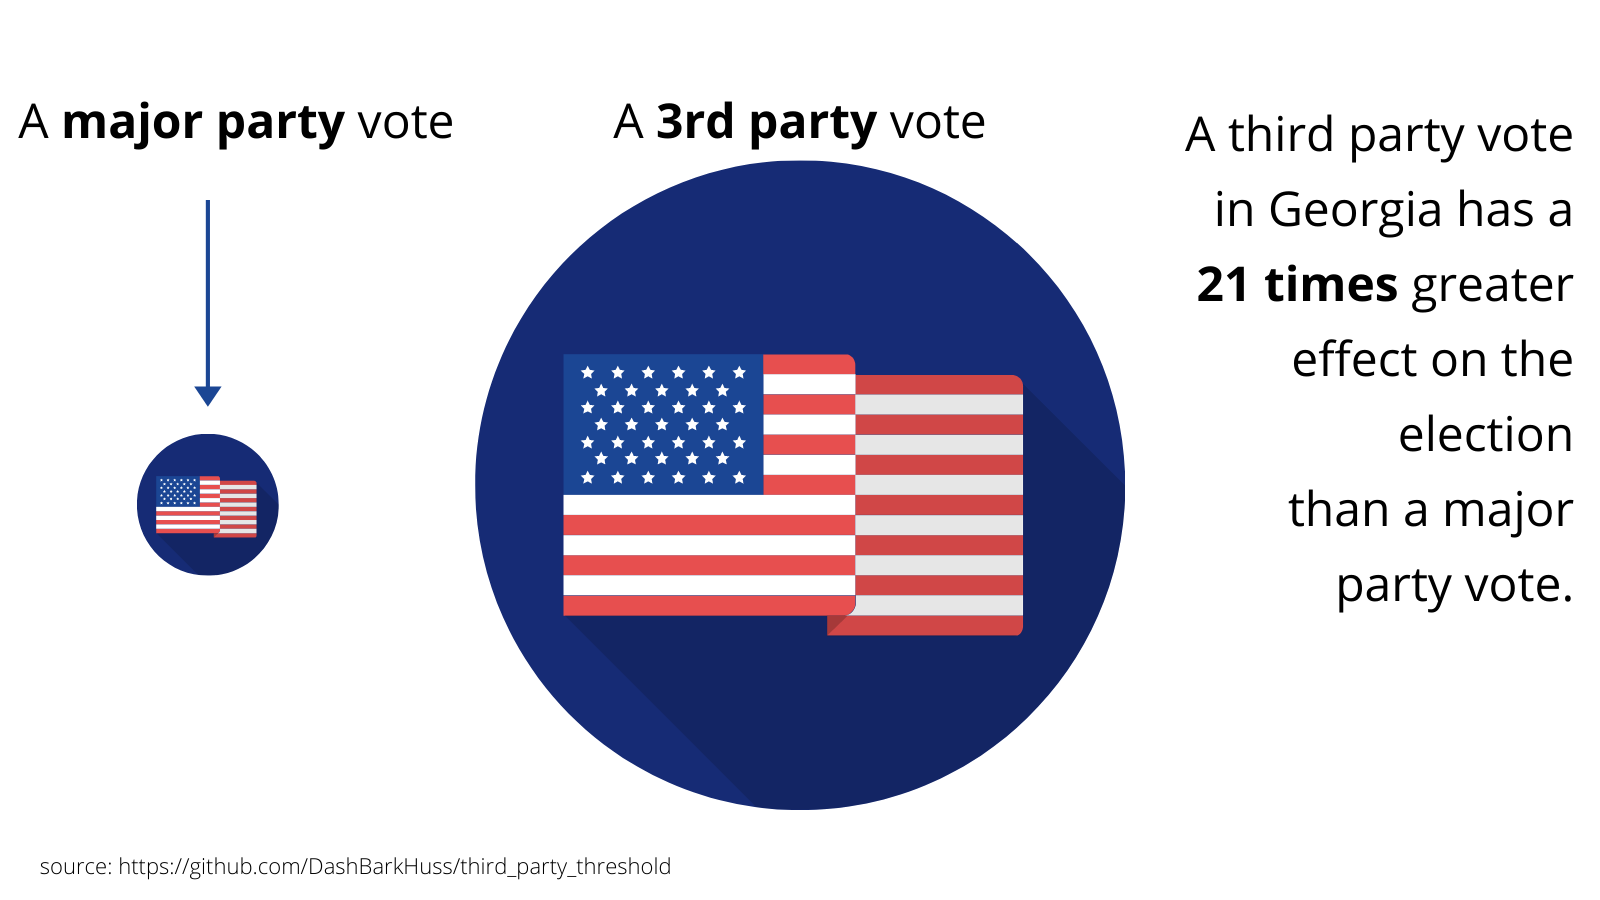 A major party vote
A 3rd party vote
A third party vote
in Georgia has a
21 times greater
effect on the
election
than a major
party vote.
source: https://github.com/DashBarkHuss/third_party_threshold